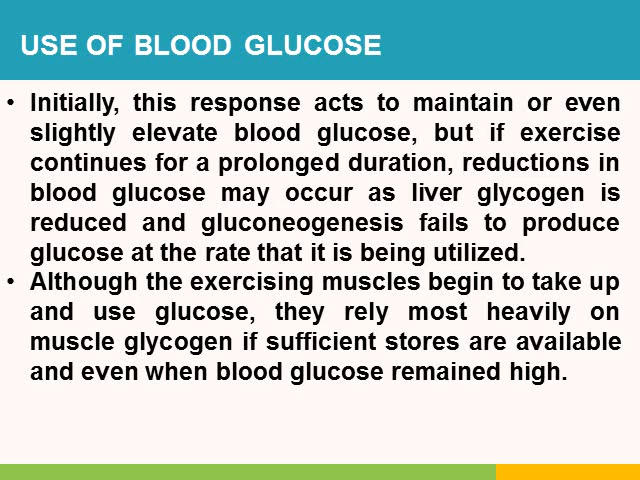 USE OF BLOOD GLUCOSE
• Initially, this response acts to maintain or even
slightly elevate blood glucose, but if exercise
continues for a prolonged duration, reductions in
blood glucose may occur as liver glycogen is
reduced and gluconeogenesis fails to produce
glucose at the rate that it is being utilized.
• Although the exercising muscles begin to take up
and use glucose, they rely most heavily on
muscle glycogen if sufficient stores are available
and even when blood glucose remained high.